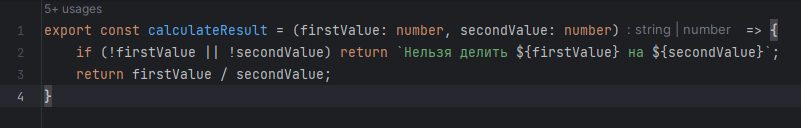 5+ usages
1 export const calculateResult = (firstValue: number, secondValue: number) : string | number => {
2 if (!firstValue || !secondValue) return `Нельзя делить ${firstValue} на ${secondValue}`;
3 return firstValue / secondValue;
4 }